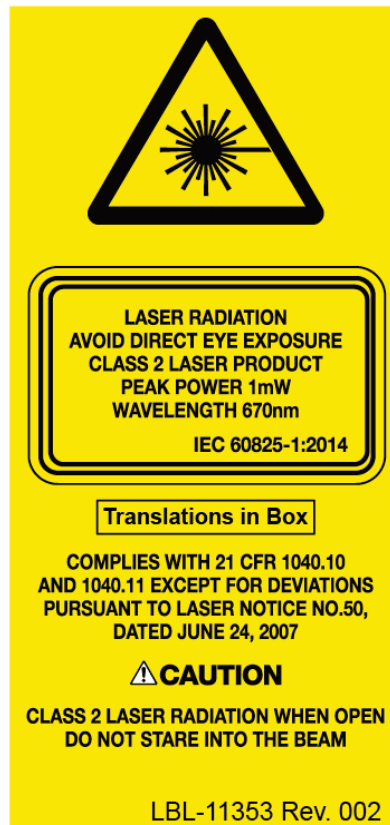 LASER RADIATION
AVOID DIRECT EYE EXPOSURE
CLASS 2 LASER PRODUCT
PEAK POWER 1mW
WAVELENGTH 670nm
IEC 60825-1:2014
Translations in Box
COMPLIES WITH 21 CFR 1040.10
AND 1040.11 EXCEPT FOR DEVIATIONS
PURSUANT TO LASER NOTICE NO.50,
DATED JUNE 24, 2007
CAUTION
CLASS 2 LASER RADIATION WHEN OPEN
DO NOT STARE INTO THE BEAM
LBL-11353 Rev. 002